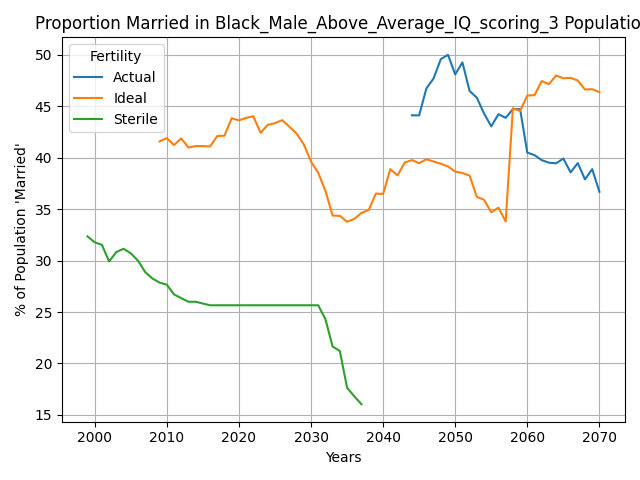 Proportion Married in Black_Male_Above_Average_IQ_scoring_3 Populatio
Fertility
Actual
Ideal
Sterile
% of Population 'Married'
50
45
40
35
30
25
20
15
2000 2010 2020 2030 2040 2050 2060 2070
Years